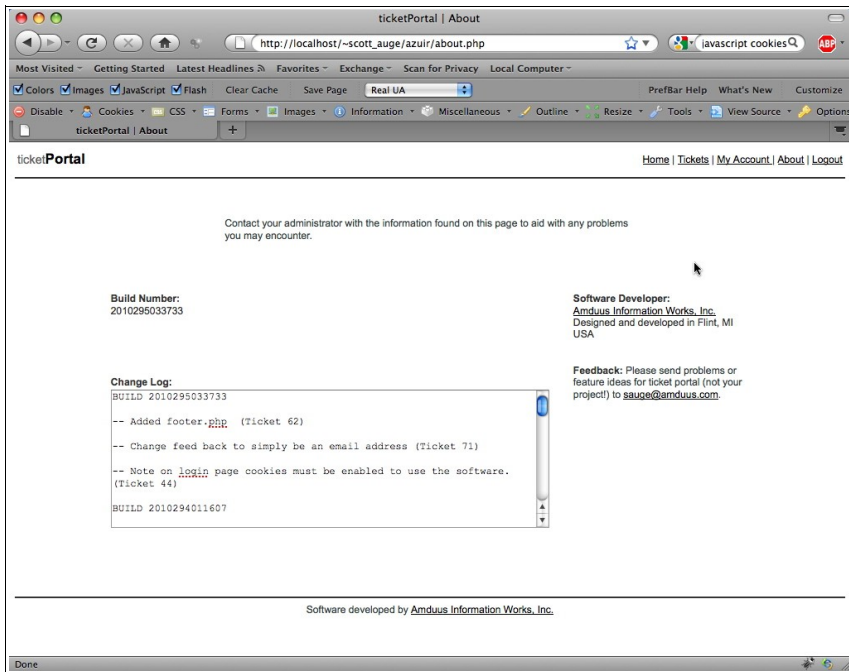 ticketPortal | About
http://localhost/~scott_auge/azuir/about.php
javascript cookies
ABP
Most Visited Getting Started Latest Headlines Favorites Exchange Scan for Privacy Local Computer
Colors Images JavaScript Flash Clear Cache Save Page Real UA PrefBar Help What's New Customize
Disable Cookies CSS Forms Images Information Miscellaneous Outline Resize Tools View Source Options
ticketPortal | About +
ticketPortal
Home | Tickets | My Account | About | Logout
Contact your administrator with the information found on this page to aid with any problems
you may encounter.
Build Number:
2010295033733
Software Developer:
Amduus Information Works, Inc.
Designed and developed in Flint, MI
USA
Feedback: Please send problems or
feature ideas for ticket portal (not your
project!) to sauge@amduus.com.
Change Log:
BUILD 2010295033733
-- Added footer.php (Ticket 62)
-- Change feed back to simply be an email address (Ticket 71)
-- Note on login page cookies must be enabled to use the software.
(Ticket 44)
BUILD 2010294011607
Software developed by Amduus Information Works, Inc.
Done